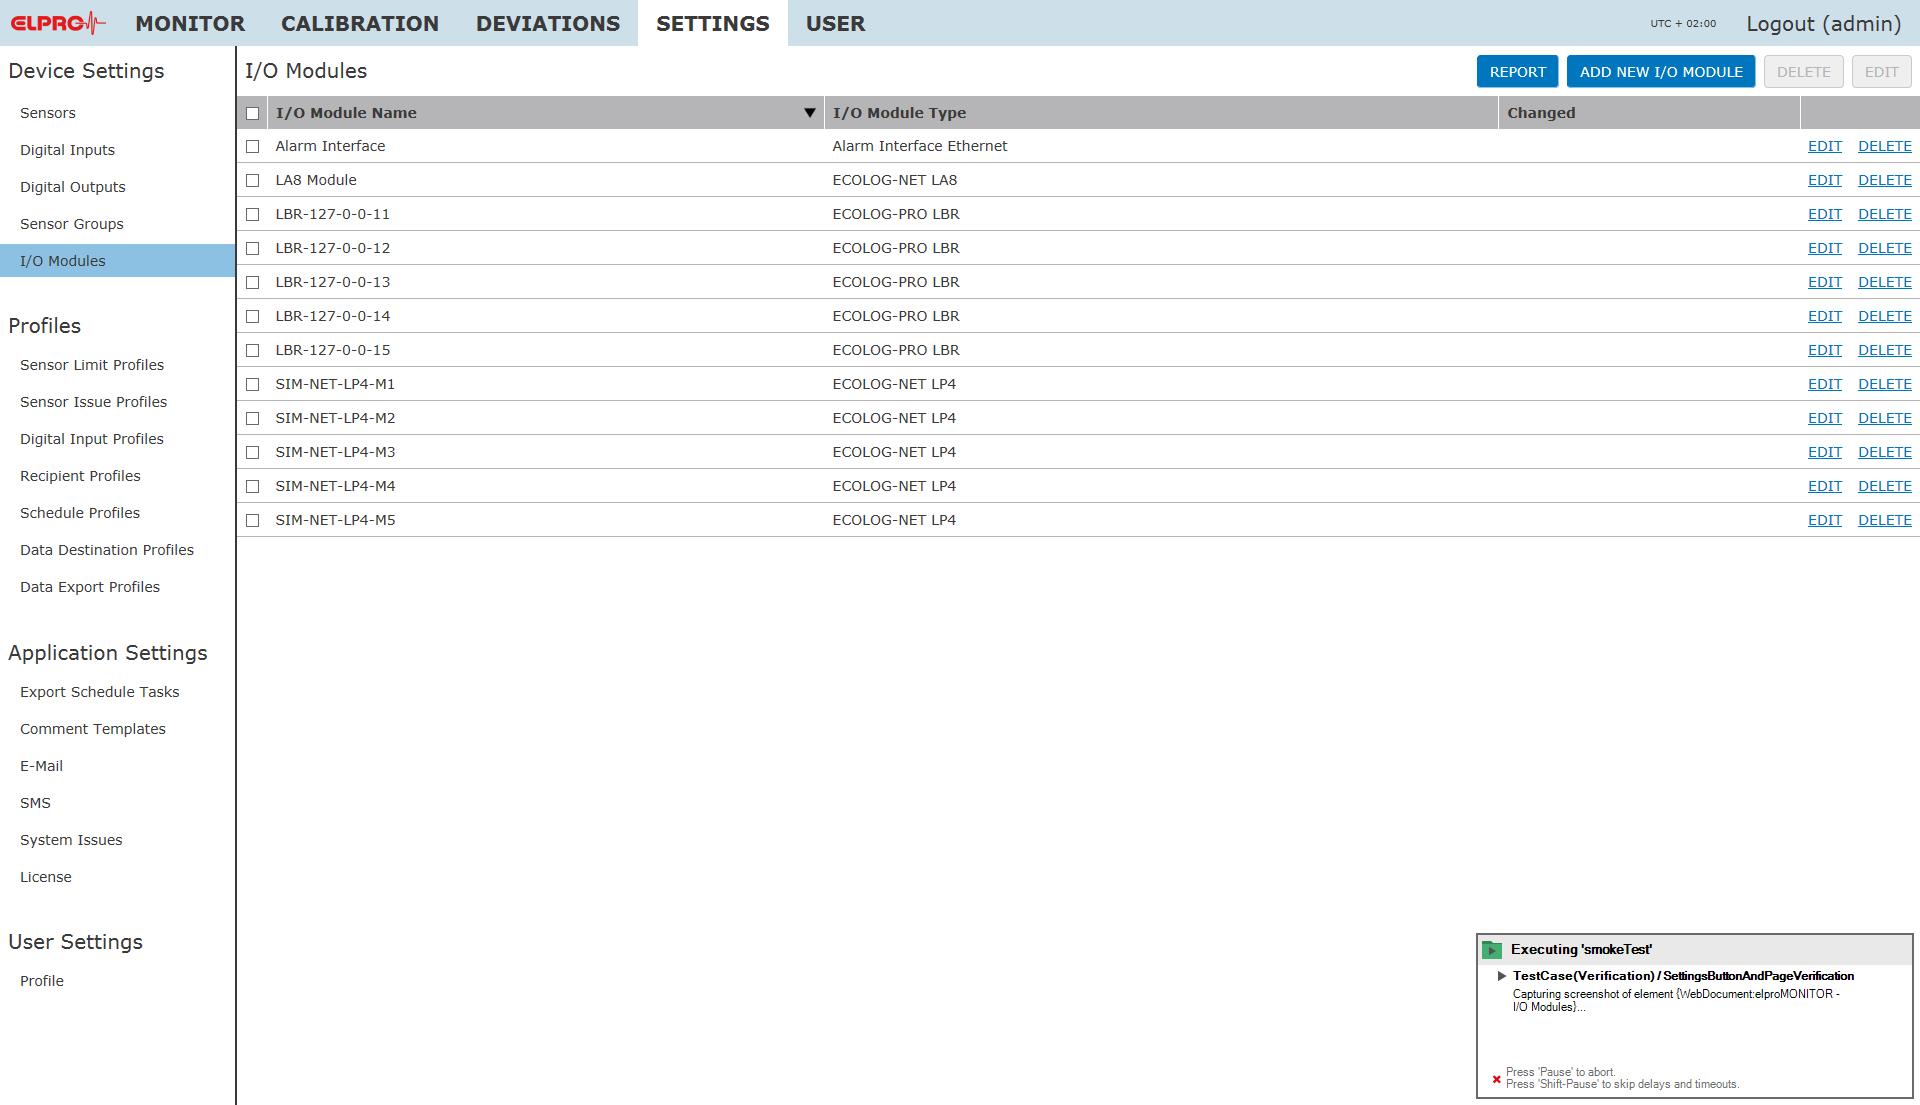 ELPRO MONITOR CALIBRATION DEVIATIONS SETTINGS USER UTC + 02:00 Logout (admin)
Device Settings
Sensors
Digital Inputs
Digital Outputs
Sensor Groups
I/O Modules
Profiles
Sensor Limit Profiles
Sensor Issue Profiles
Digital Input Profiles
Recipient Profiles
Schedule Profiles
Data Destination Profiles
Data Export Profiles
Application Settings
Export Schedule Tasks
Comment Templates
E-Mail
SMS
System Issues
License
User Settings
Profile
I/O Modules REPORT ADD NEW I/O MODULE DELETE EDIT
I/O Module Name I/O Module Type Changed
Alarm Interface Alarm Interface Ethernet EDIT DELETE
LA8 Module ECOLOG-NET LA8 EDIT DELETE
LBR-127-0-0-11 ECOLOG-PRO LBR EDIT DELETE
LBR-127-0-0-12 ECOLOG-PRO LBR EDIT DELETE
LBR-127-0-0-13 ECOLOG-PRO LBR EDIT DELETE
LBR-127-0-0-14 ECOLOG-PRO LBR EDIT DELETE
LBR-127-0-0-15 ECOLOG-PRO LBR EDIT DELETE
SIM-NET-LP4-M1 ECOLOG-NET LP4 EDIT DELETE
SIM-NET-LP4-M2 ECOLOG-NET LP4 EDIT DELETE
SIM-NET-LP4-M3 ECOLOG-NET LP4 EDIT DELETE
SIM-NET-LP4-M4 ECOLOG-NET LP4 EDIT DELETE
SIM-NET-LP4-M5 ECOLOG-NET LP4 EDIT DELETE
Executing 'smokeTest'
TestCase(Verification) / SettingsButtonAndPageVerification
Capturing screenshot of element {WebDocument:elproMONITOR -
I/O Modules}...
Press 'Pause' to abort.
Press 'Shift-Pause' to skip delays and timeouts.